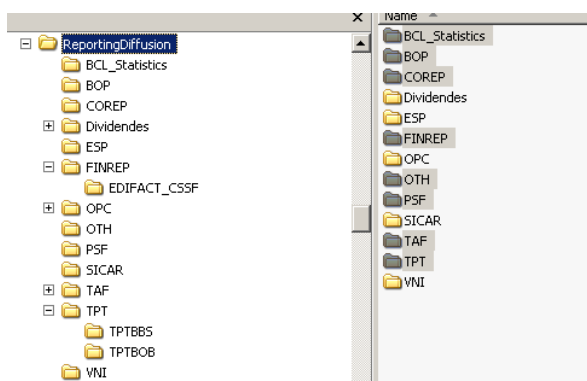 ReportingDiffusion
BCL_Statistics
BOP
COREP
Dividendes
ESP
FINREP
EDIFACT_CSSF
OPC
OTH
PSF
SICAR
TAF
TPT
TPTBBS
TPTBOB
VNI
Name
BCL_Statistics
BOP
COREP
Dividendes
ESP
FINREP
OPC
OTH
PSF
SICAR
TAF
TPT
VNI